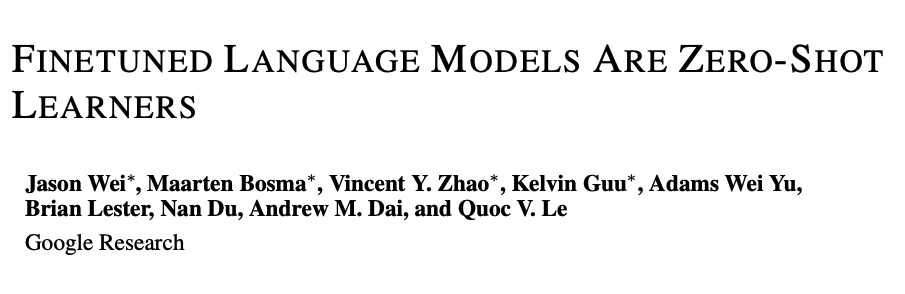 FINETUNED LANGUAGE MODELS ARE ZERO-SHOT
LEARNERS
Jason Wei*, Maarten Bosma*, Vincent Y. Zhao*, Kelvin Guu*, Adams Wei Yu,
Brian Lester, Nan Du, Andrew M. Dai, and Quoc V. Le
Google Research